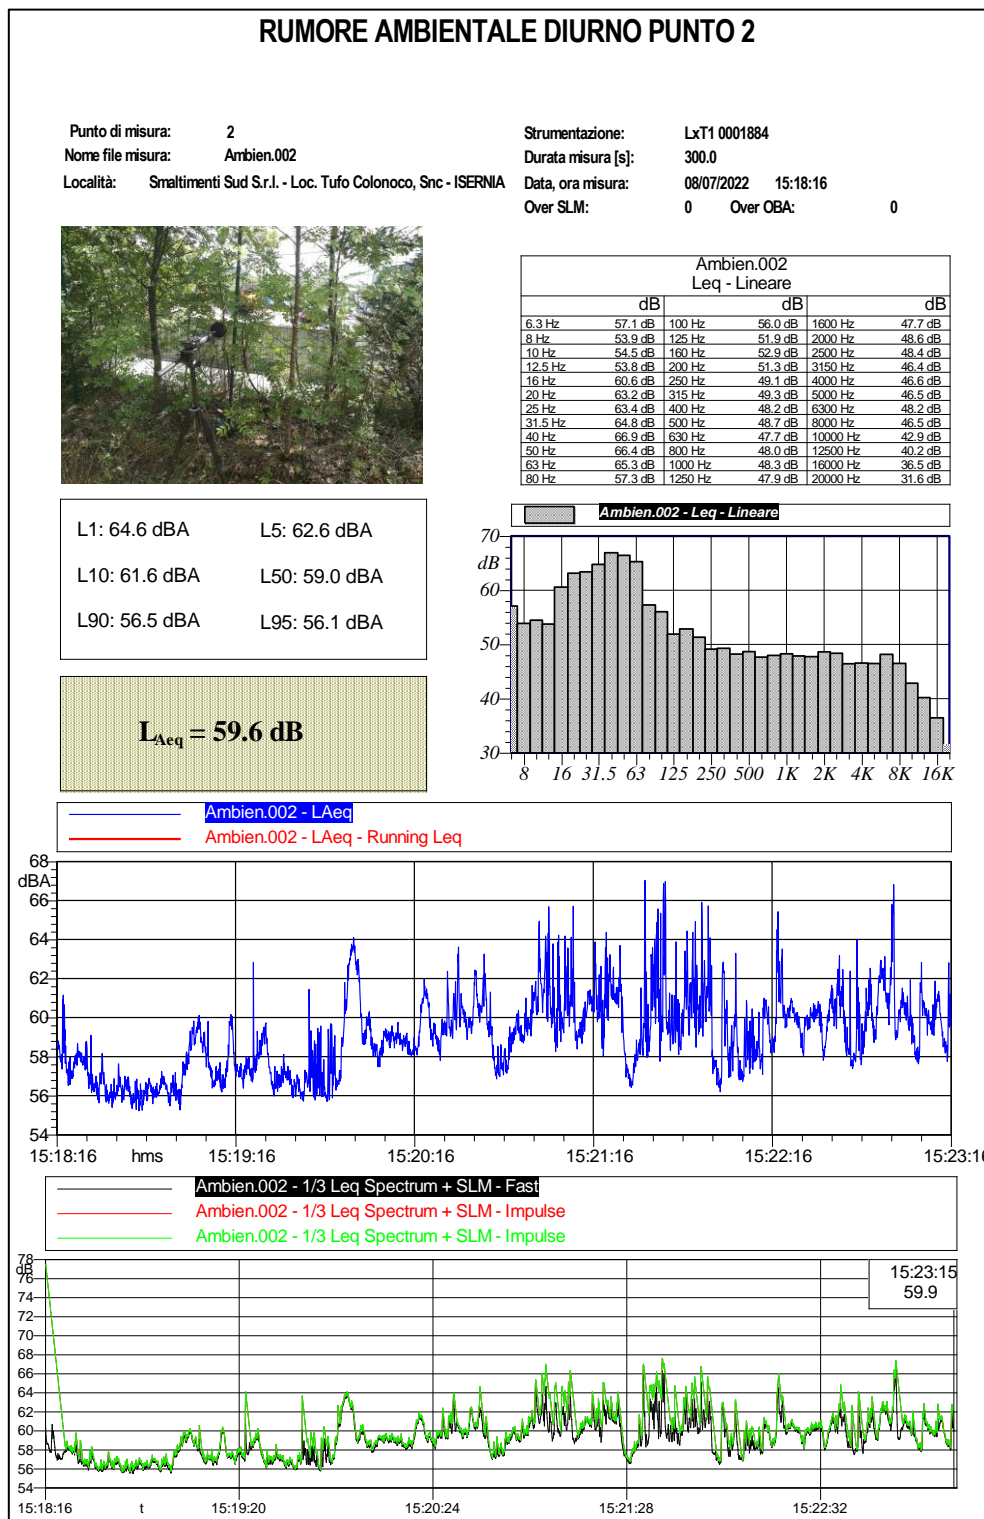 RUMORE AMBIENTALE DIURNO PUNTO 2
Punto di misura: 2
Nome file misura: Ambien.002
Località: Smaltimenti Sud S.r.l. - Loc. Tufo Colonoco, Snc - ISERNIA
Strumentazione: LxT1 0001884
Durata misura [s]: 300.0
Data, ora misura: 08/07/2022 15:18:16
Over SLM: 0 Over OBA: 0
Ambien.002
Leq - Lineare
dB dB dB
6.3 Hz 57.1 dB 100 Hz 56.0 dB 1600 Hz 47.7 dB
8 Hz 53.9 dB 125 Hz 51.9 dB 2000 Hz 48.6 dB
10 Hz 54.5 dB 160 Hz 52.9 dB 2500 Hz 48.4 dB
12.5 Hz 53.8 dB 200 Hz 51.3 dB 3150 Hz 46.4 dB
16 Hz 60.6 dB 250 Hz 49.1 dB 4000 Hz 46.6 dB
20 Hz 63.2 dB 315 Hz 49.3 dB 5000 Hz 46.5 dB
25 Hz 63.4 dB 400 Hz 48.2 dB 6300 Hz 48.2 dB
31.5 Hz 64.8 dB 500 Hz 48.7 dB 8000 Hz 46.5 dB
40 Hz 66.9 dB 630 Hz 47.7 dB 10000 Hz 42.9 dB
50 Hz 66.4 dB 800 Hz 48.0 dB 12500 Hz 40.2 dB
63 Hz 65.3 dB 1000 Hz 48.3 dB 16000 Hz 36.5 dB
80 Hz 57.3 dB 1250 Hz 47.9 dB 20000 Hz 31.6 dB
L1: 64.6 dBA L5: 62.6 dBA
L10: 61.6 dBA L50: 59.0 dBA
L90: 56.5 dBA L95: 56.1 dBA
LAeq = 59.6 dB
Ambien.002 - Leq - Lineare
70
dB
60
50
40
30
8 16 31.5 63 125 250 500 1K 2K 4K 8K 16K
Ambien.002 - LAeq
Ambien.002 - LAeq - Running Leq
68
dBA
66
64
62
60
58
56
54
15:18:16 hms 15:19:16 15:20:16 15:21:16 15:22:16 15:23:16
Ambien.002 - 1/3 Leq Spectrum + SLM - Fast
Ambien.002 - 1/3 Leq Spectrum + SLM - Impulse
Ambien.002 - 1/3 Leq Spectrum + SLM - Impulse
78
dB
76
74
72
70
68
66
64
62
60
58
56
54
15:23:15
59.9
15:18:16 t 15:19:20 15:20:24 15:21:28 15:22:32